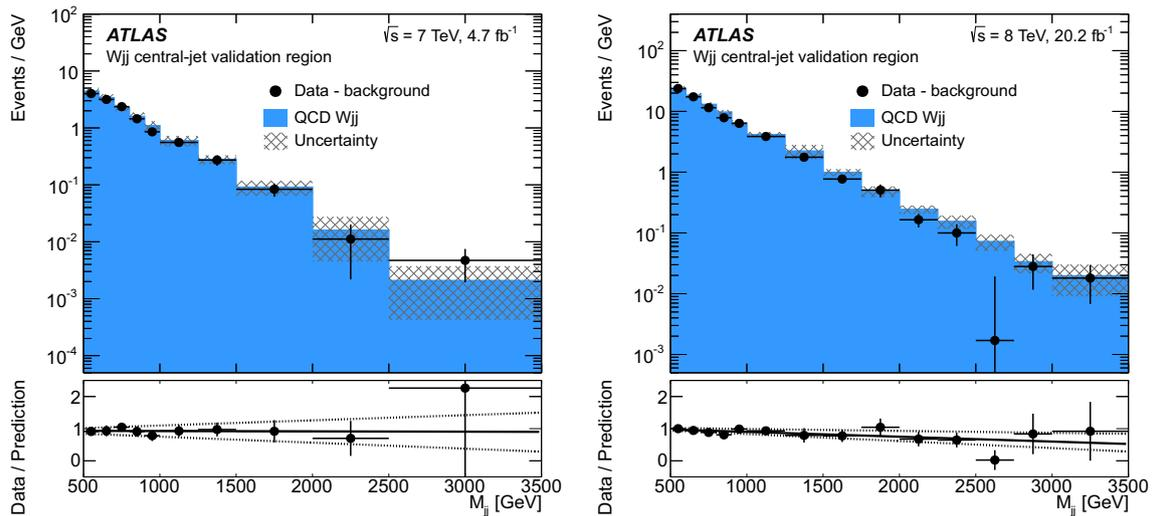 Events / GeV
10²
10
1
10⁻¹
10⁻²
10⁻³
10⁻⁴
ATLAS
√s = 7 TeV, 4.7 fb⁻¹
Wjj central-jet validation region
Data - background
QCD Wjj
Uncertainty
Data / Prediction
2
1
0
500 1000 1500 2000 2500 3000 3500
M_jj [GeV]
Events / GeV
10²
10
1
10⁻¹
10⁻²
10⁻³
ATLAS
√s = 8 TeV, 20.2 fb⁻¹
Wjj central-jet validation region
Data - background
QCD Wjj
Uncertainty
Data / Prediction
2
1
0
500 1000 1500 2000 2500 3000 3500
M_jj [GeV]